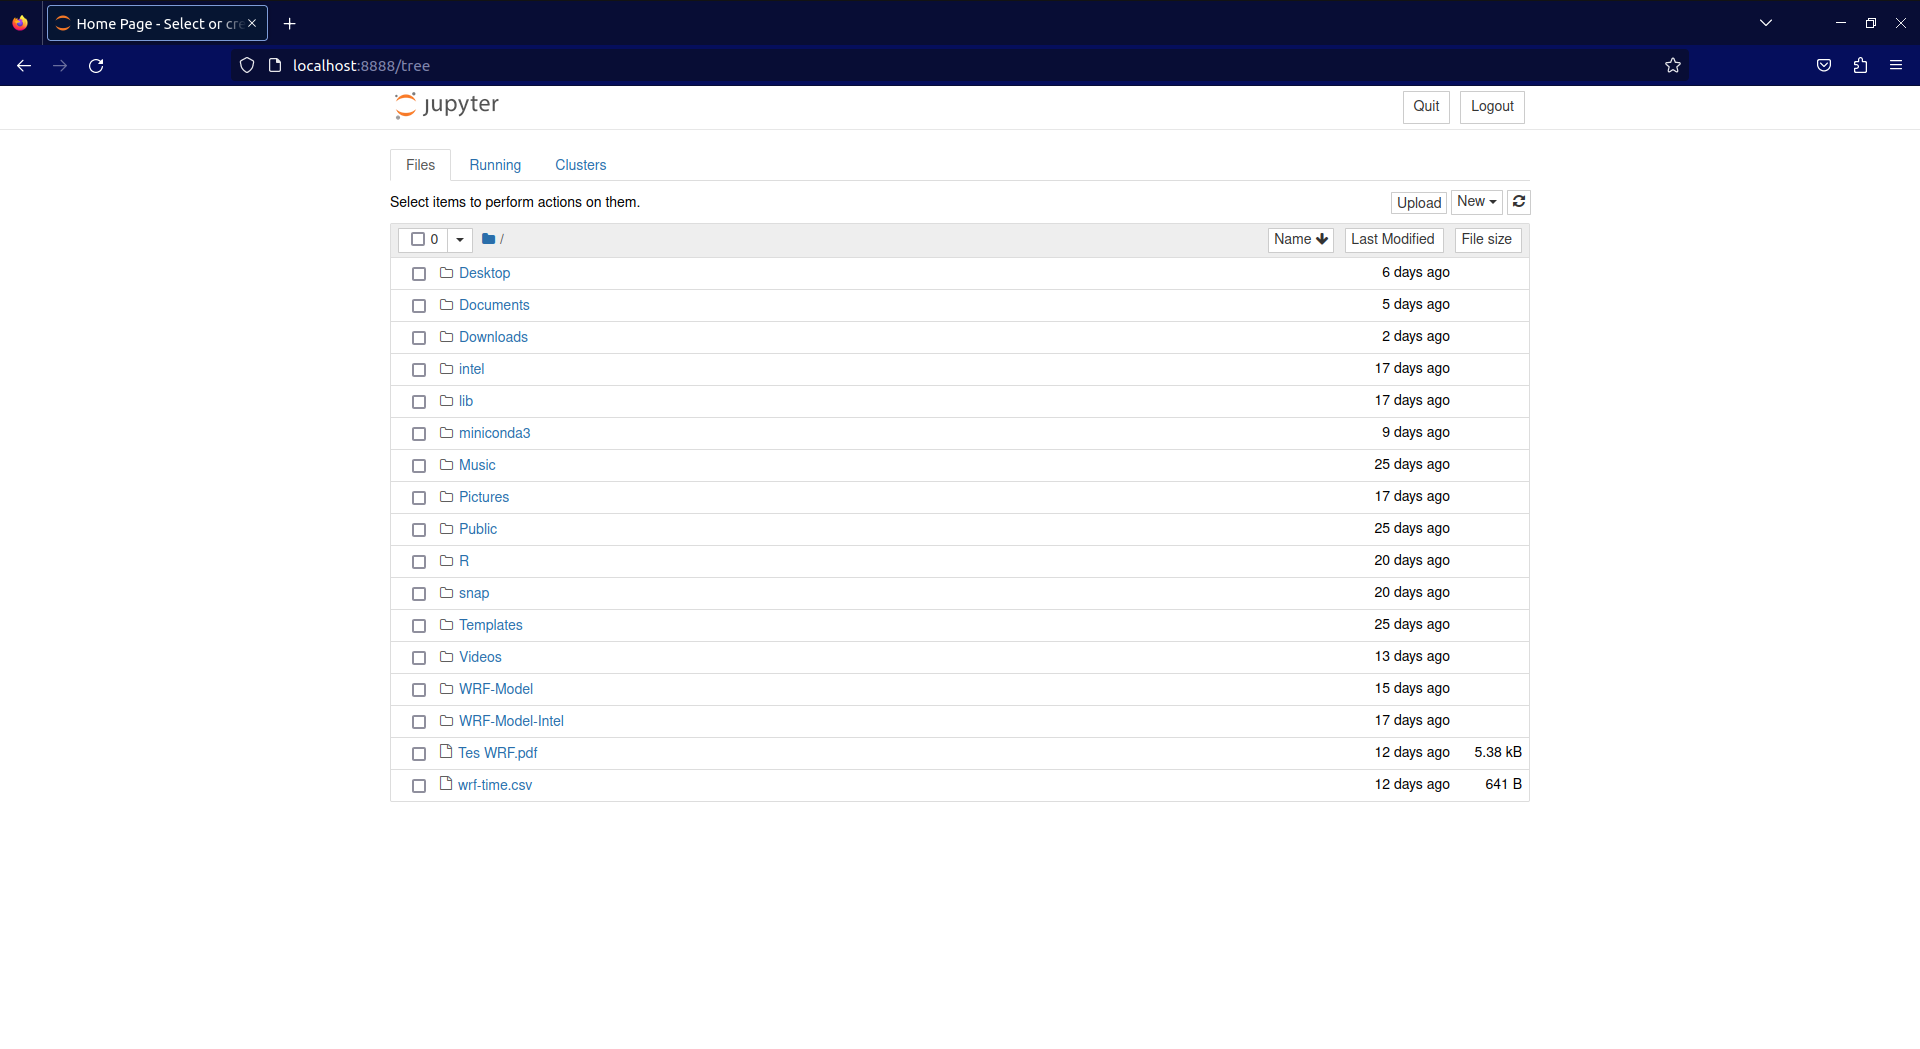 Home Page - Select or cre
localhost:8888/tree
jupyter
Quit Logout
Files Running Clusters
Select items to perform actions on them.
Upload New
0 / Name Last Modified File size
Desktop 6 days ago
Documents 5 days ago
Downloads 2 days ago
intel 17 days ago
lib 17 days ago
miniconda3 9 days ago
Music 25 days ago
Pictures 17 days ago
Public 25 days ago
R 20 days ago
snap 20 days ago
Templates 25 days ago
Videos 13 days ago
WRF-Model 15 days ago
WRF-Model-Intel 17 days ago
Tes WRF.pdf 12 days ago 5.38 kB
wrf-time.csv 12 days ago 641 B